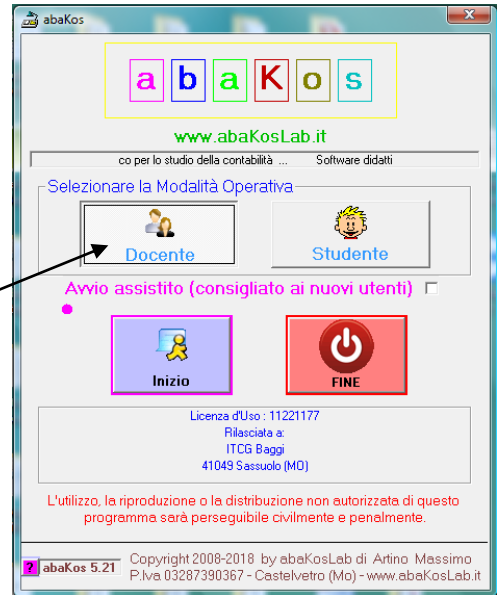 abaKos
a b a K o s
www.abaKosLab.it
co per lo studio della contabilità ... Software didatti
Selezionare la Modalità Operativa
Docente Studente
Avvio assistito (consigliato ai nuovi utenti)
Inizio FINE
Licenza d'Uso : 11221177
Rilasciata a:
ITCG Baggi
41049 Sassuolo (MO)
L'utilizzo, la riproduzione o la distribuzione non autorizzata di questo
programma sarà perseguibile civilmente e penalmente.
? abaKos 5.21 Copyright 2008-2018 by abaKosLab di Artino Massimo
P.Iva 03287390367 - Castelvetro (Mo) - www.abaKosLab.it